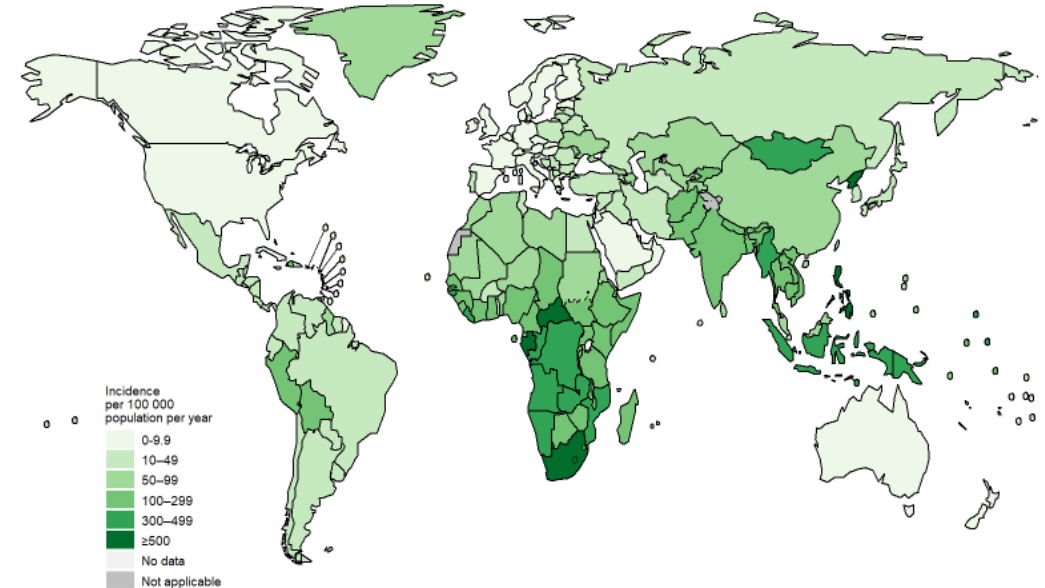 Incidence
per 100 000
population per year
0-9.9
10–49
50–99
100–299
300–499
≥500
No data
Not applicable